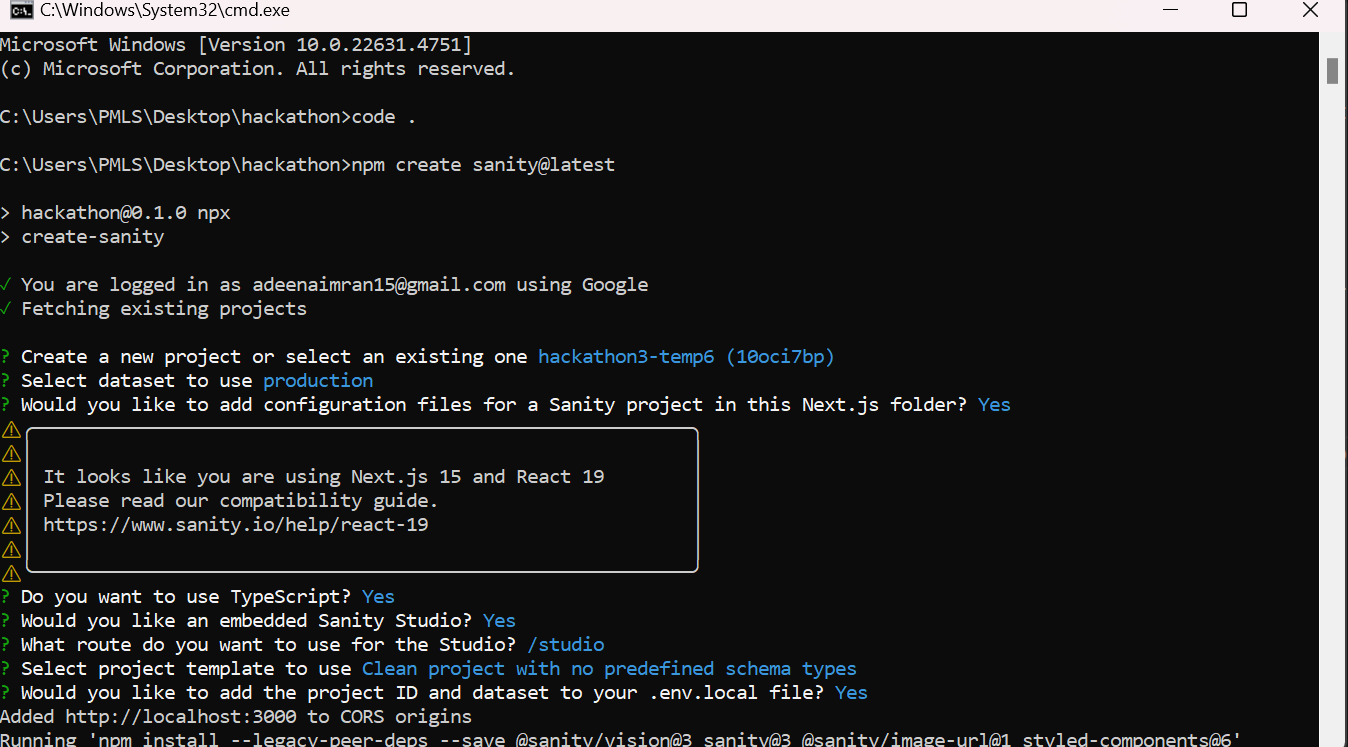 C:\Windows\System32\cmd.exe
Microsoft Windows [Version 10.0.22631.4751]
(c) Microsoft Corporation. All rights reserved.
C:\Users\PMLS\Desktop\hackathon>code .
C:\Users\PMLS\Desktop\hackathon>npm create sanity@latest
> hackathon@0.1.0 npx
> create-sanity
✓ You are logged in as adeenaimran15@gmail.com using Google
✓ Fetching existing projects
? Create a new project or select an existing one hackathon3-temp6 (10oci7bp)
? Select dataset to use production
? Would you like to add configuration files for a Sanity project in this Next.js folder? Yes
It looks like you are using Next.js 15 and React 19
Please read our compatibility guide.
https://www.sanity.io/help/react-19
? Do you want to use TypeScript? Yes
? Would you like an embedded Sanity Studio? Yes
? What route do you want to use for the Studio? /studio
? Select project template to use Clean project with no predefined schema types
? Would you like to add the project ID and dataset to your .env.local file? Yes
Added http://localhost:3000 to CORS origins
Running 'npm install --legacy-peer-deps --save @sanity/vision@3 sanity@3 @sanity/image-url@1 styled-components@6'